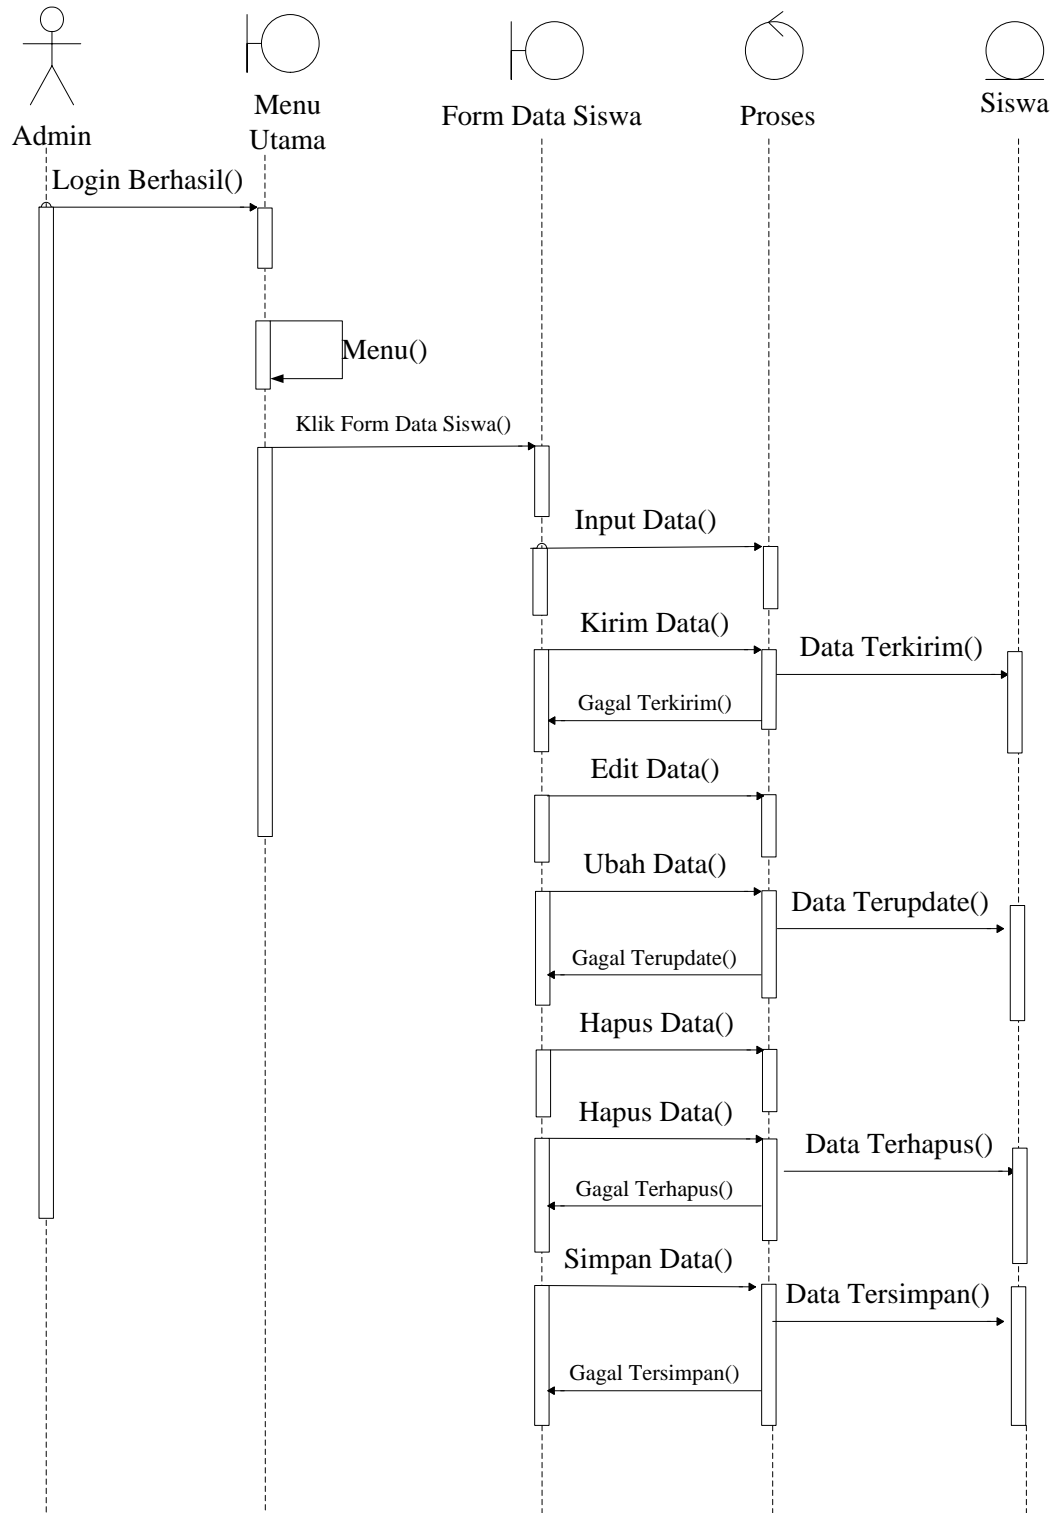 Admin
Menu
Utama
Form Data Siswa
Proses
Siswa
Login Berhasil()
Menu()
Klik Form Data Siswa()
Input Data()
Kirim Data()
Data Terkirim()
Gagal Terkirim()
Edit Data()
Ubah Data()
Data Terupdate()
Gagal Terupdate()
Hapus Data()
Hapus Data()
Data Terhapus()
Gagal Terhapus()
Simpan Data()
Data Tersimpan()
Gagal Tersimpan()